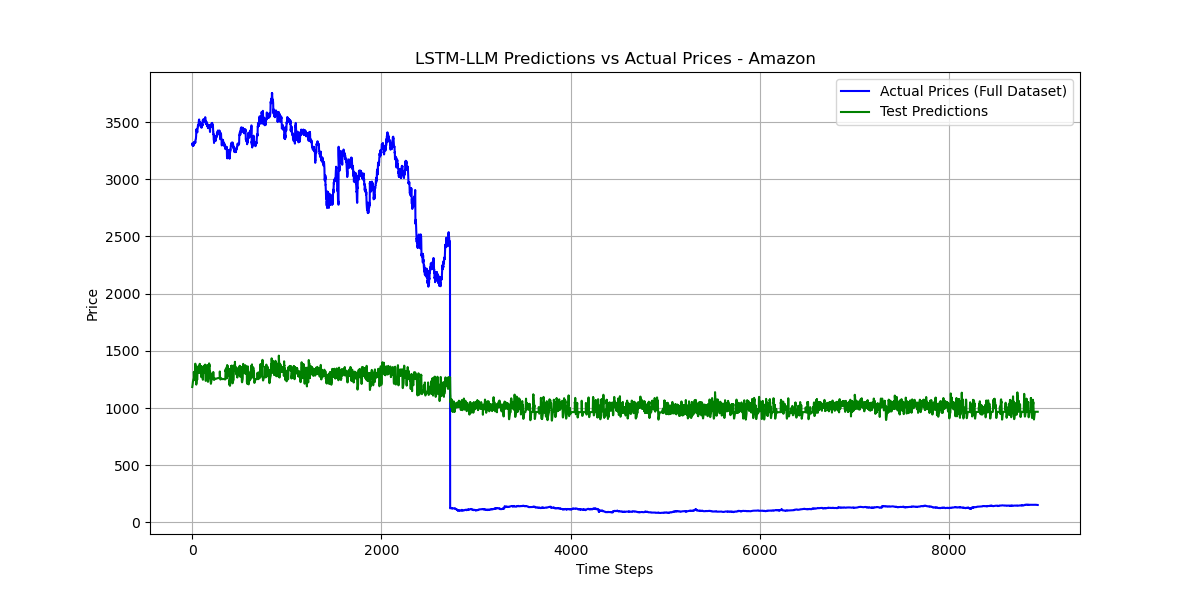 LSTM-LLM Predictions vs Actual Prices - Amazon
Actual Prices (Full Dataset)
Test Predictions
Price
3500
3000
2500
2000
1500
1000
500
0
0 2000 4000 6000 8000
Time Steps